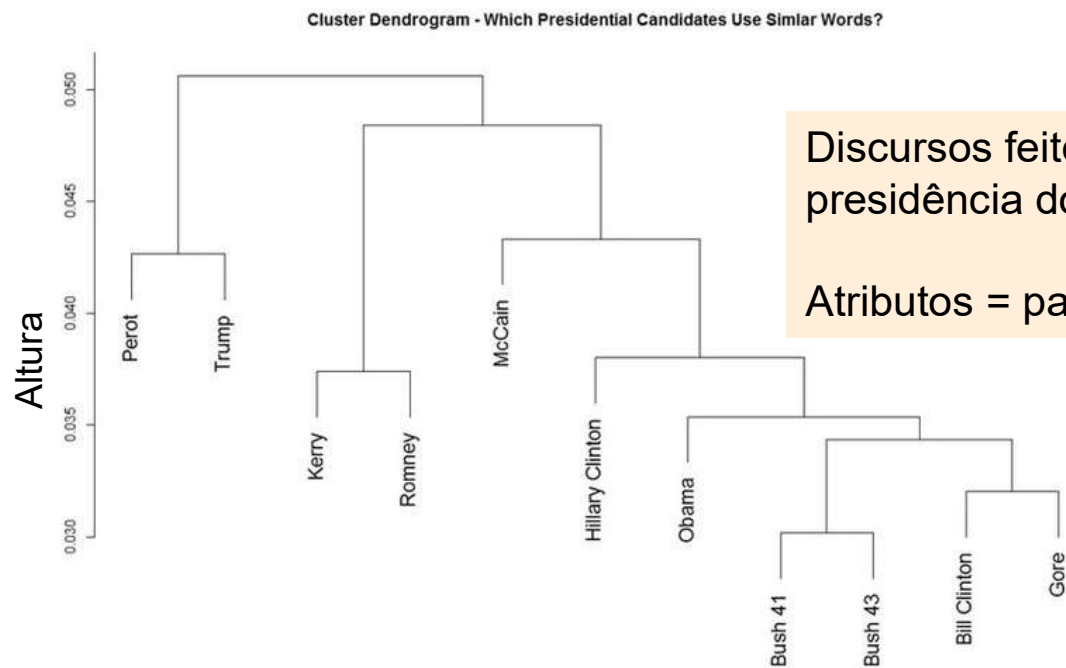 Cluster Dendrogram - Which Presidential Candidates Use Simlar Words?
Altura
0.050
0.045
0.040
0.035
0.030
Discursos feito
presidência do
Atributos = pa
Perot
Trump
Kerry
Romney
McCain
Hillary Clinton
Obama
Bush 41
Bush 43
Bill Clinton
Gore